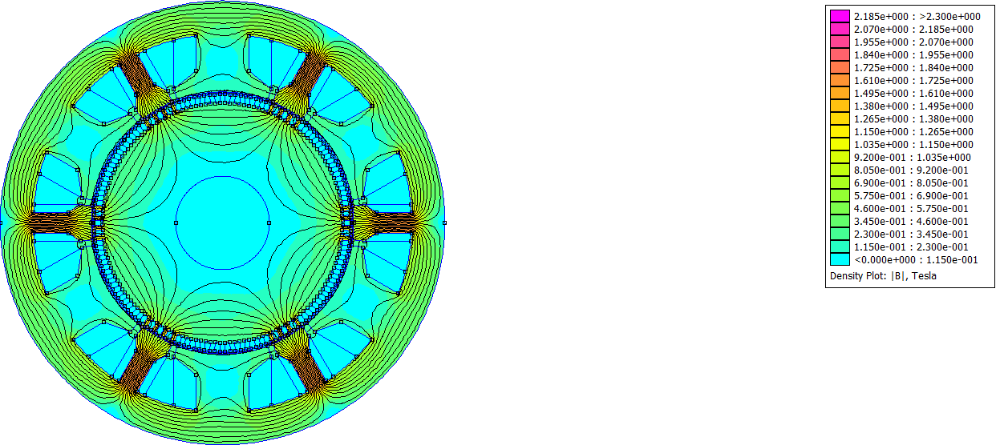 2.185e+000 : >2.300e+000
2.070e+000 : 2.185e+000
1.955e+000 : 2.070e+000
1.840e+000 : 1.955e+000
1.725e+000 : 1.840e+000
1.610e+000 : 1.725e+000
1.495e+000 : 1.610e+000
1.380e+000 : 1.495e+000
1.265e+000 : 1.380e+000
1.150e+000 : 1.265e+000
1.035e+000 : 1.150e+000
9.200e-001 : 1.035e+000
8.050e-001 : 9.200e-001
6.900e-001 : 8.050e-001
5.750e-001 : 6.900e-001
4.600e-001 : 5.750e-001
3.450e-001 : 4.600e-001
2.300e-001 : 3.450e-001
1.150e-001 : 2.300e-001
<0.000e+000 : 1.150e-001
Density Plot: |B|, Tesla